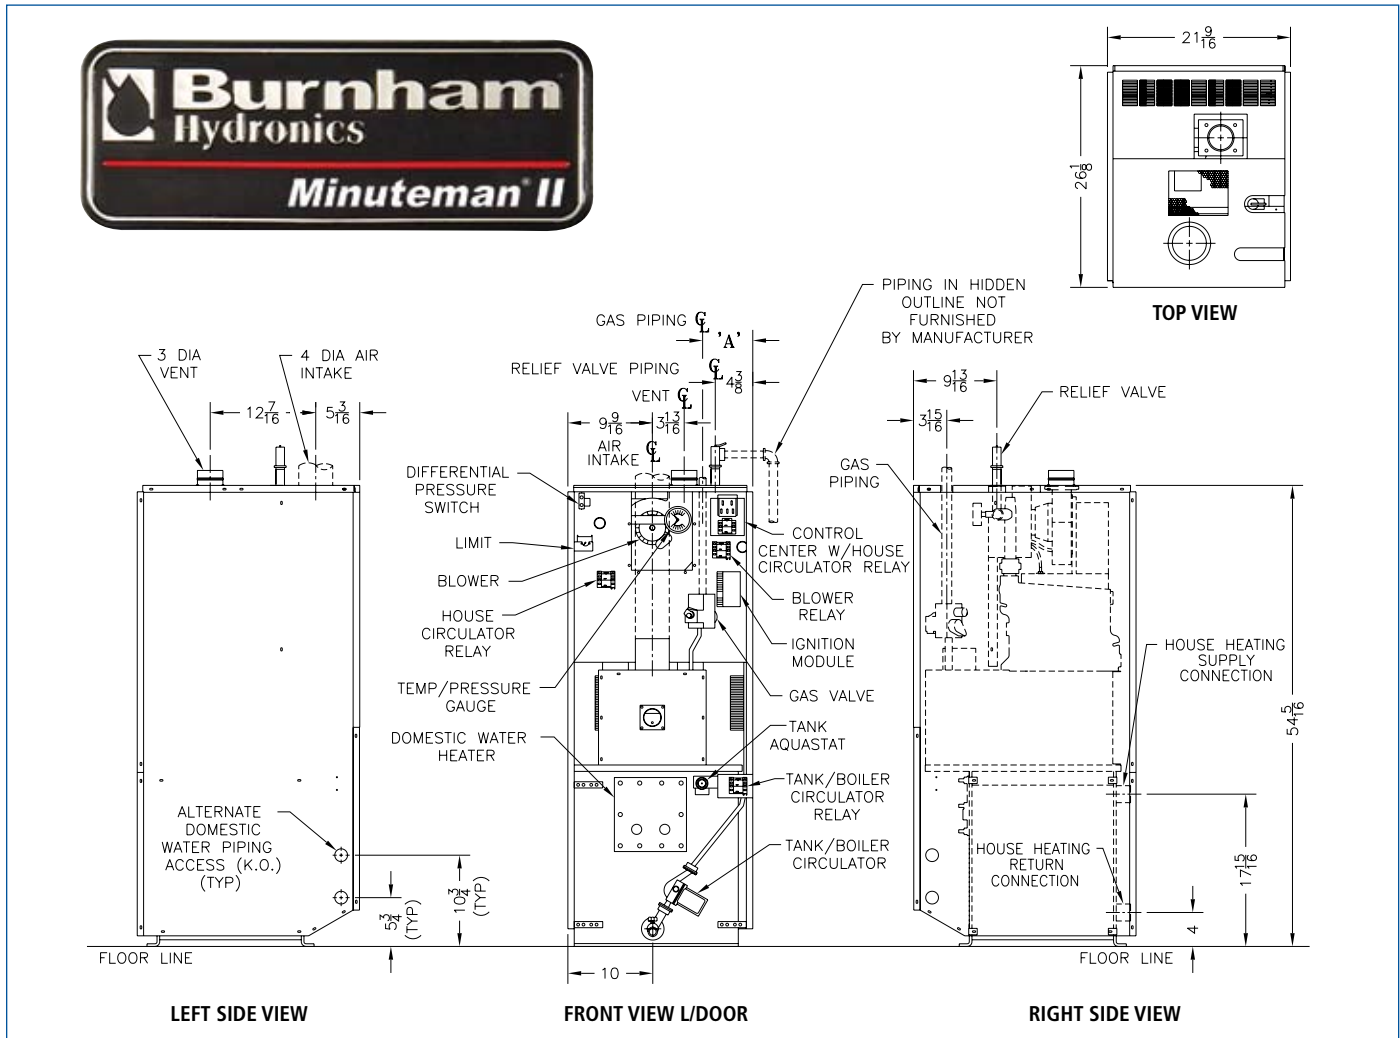 Burnham
Hydronics
Minuteman® II
21 9/16
26 1/8
TOP VIEW
PIPING IN HIDDEN
OUTLINE NOT
FURNISHED
BY MANUFACTURER
GAS PIPING CL
'A'
RELIEF VALVE PIPING CL
4 3/8
VENT CL
9 9/16
3 13/16
AIR
INTAKE CL
3 DIA
VENT
4 DIA AIR
INTAKE
12 7/16
5 3/16
ALTERNATE
DOMESTIC
WATER PIPING
ACCESS (K.O.)
(TYP)
5 3/4
(TYP)
10 3/4
(TYP)
FLOOR LINE
LEFT SIDE VIEW
DIFFERENTIAL
PRESSURE
SWITCH
LIMIT
BLOWER
HOUSE
CIRCULATOR
RELAY
TEMP/PRESSURE
GAUGE
DOMESTIC WATER
HEATER
CONTROL
CENTER W/HOUSE
CIRCULATOR RELAY
BLOWER
RELAY
IGNITION
MODULE
GAS VALVE
TANK
AQUASTAT
TANK/BOILER
CIRCULATOR
RELAY
TANK/BOILER
CIRCULATOR
10
FRONT VIEW L/DOOR
9 13/16
3 15/16
RELIEF VALVE
GAS
PIPING
HOUSE HEATING
SUPPLY
CONNECTION
54 5/16
HOUSE HEATING
RETURN
CONNECTION
17 15/16
4
FLOOR LINE
RIGHT SIDE VIEW